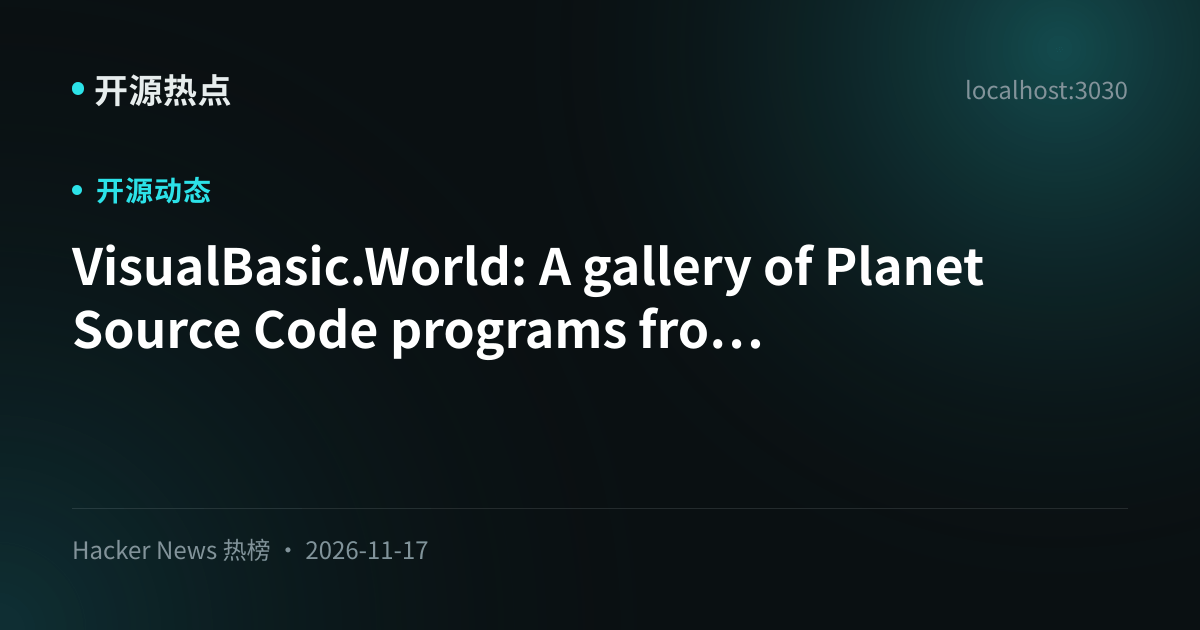 开源热点
localhost:3030
开源动态
VisualBasic.World: A gallery of Planet
Source Code programs fro…
Hacker News 热榜 · 2026-11-17